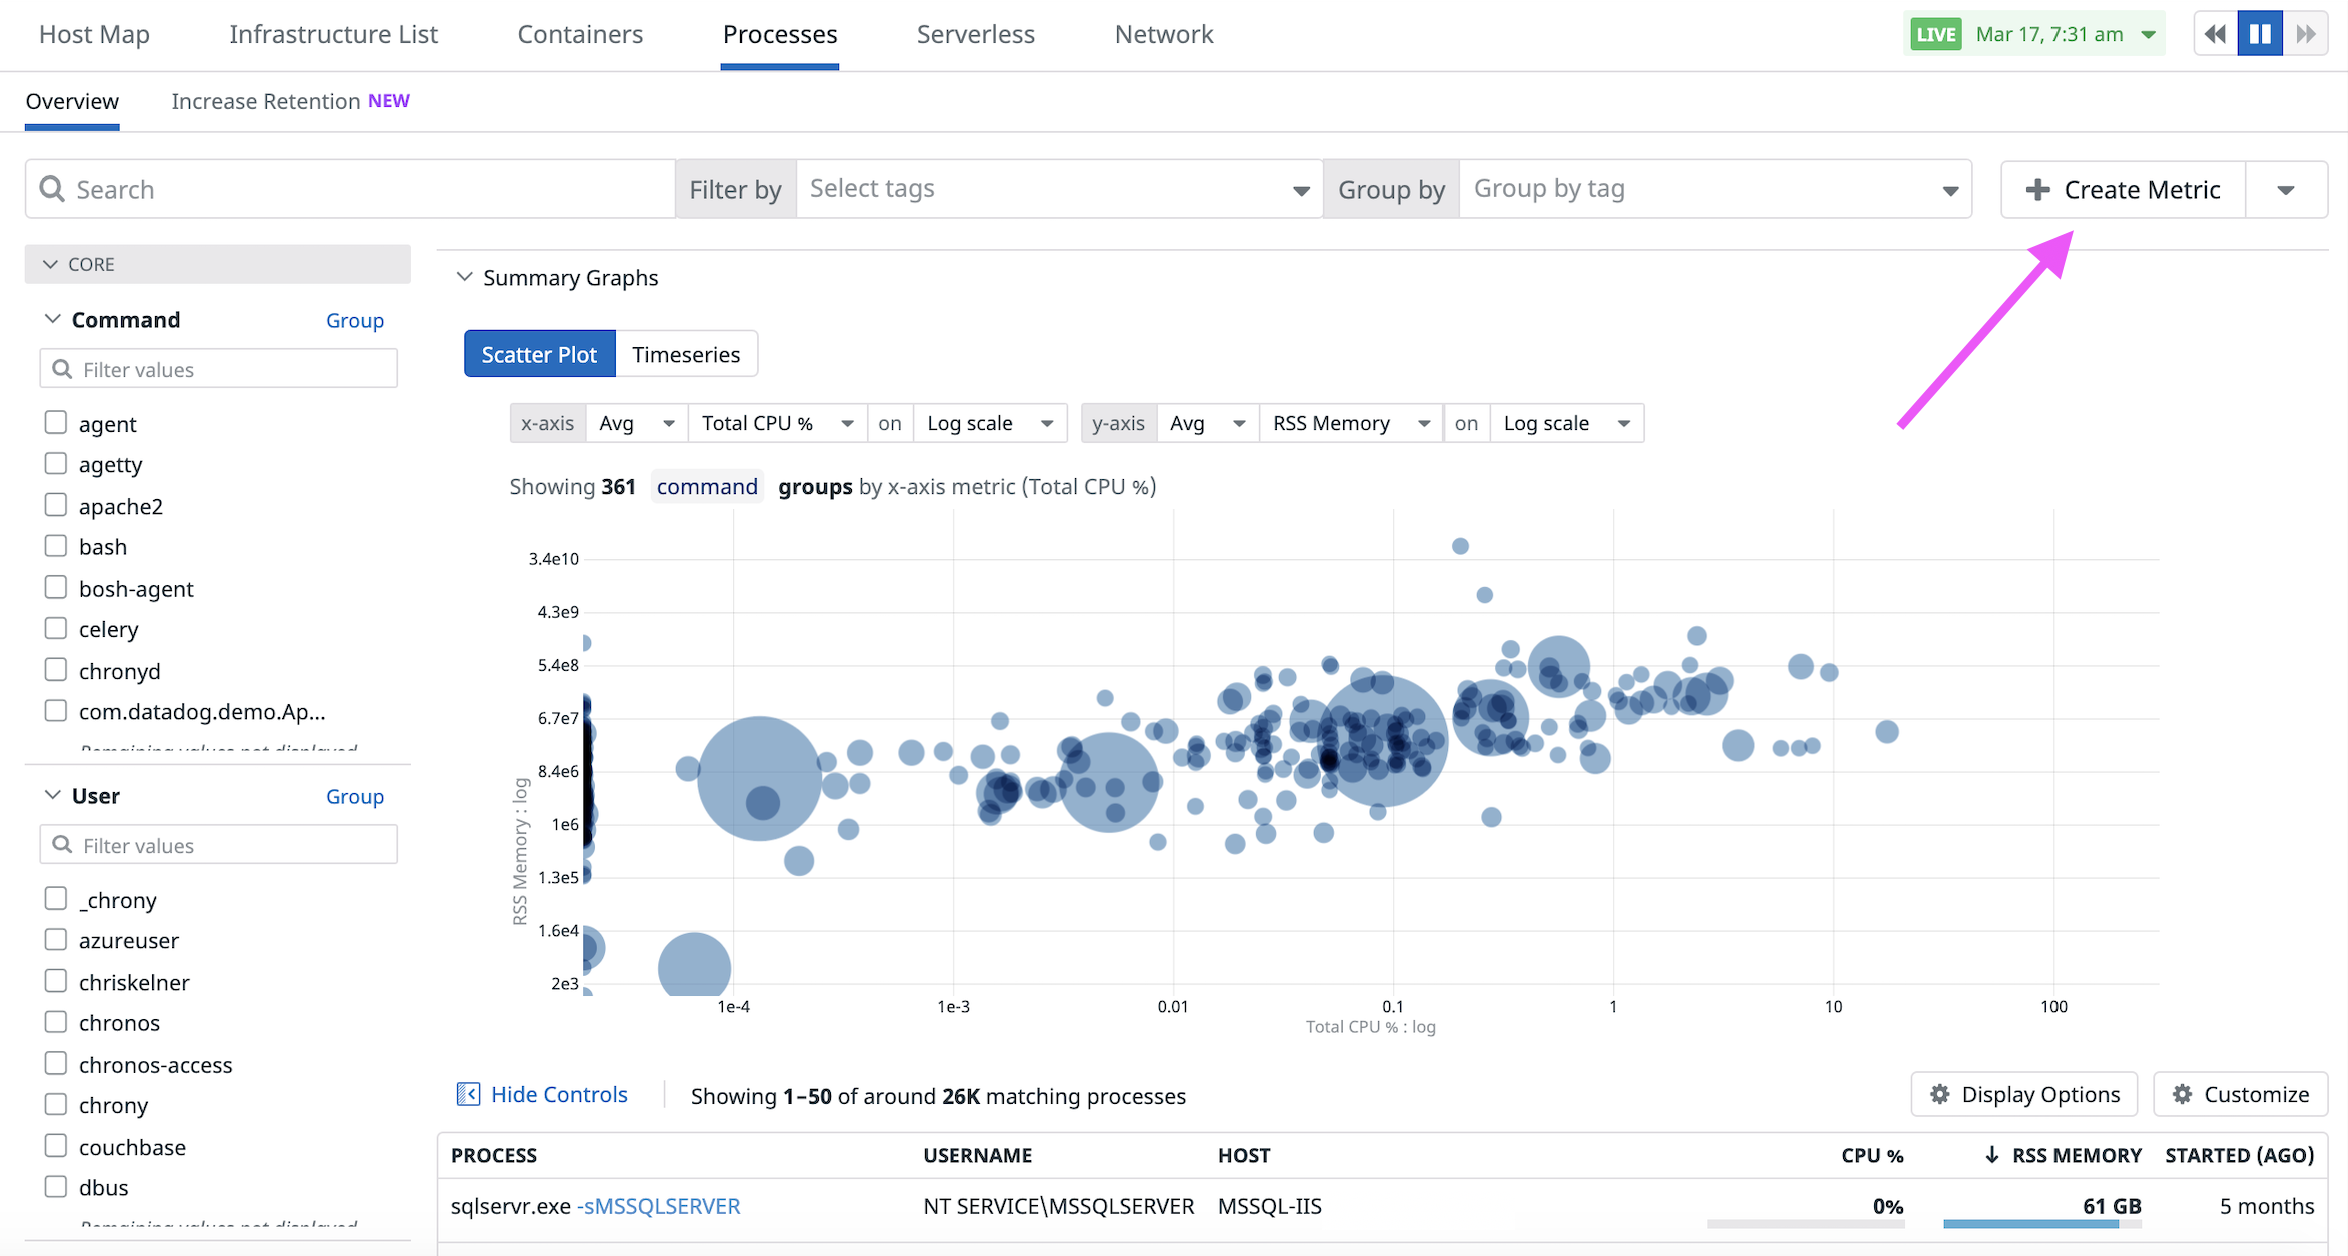 Host Map Infrastructure List Containers Processes Serverless Network LIVE Mar 17, 7:31 am
Overview Increase Retention NEW
Search Filter by Select tags Group by Group by tag Create Metric
CORE
Command Group
Filter values
agent
agetty
apache2
bash
bosh-agent
celery
chronyd
com.datadog.demo.Ap...
Remaining values not displayed
User Group
Filter values
_chrony
azureuser
chriskelner
chronos
chronos-access
chrony
couchbase
dbus
Remaining values not displayed
Summary Graphs
Scatter Plot Timeseries
x-axis Avg Total CPU % on Log scale y-axis Avg RSS Memory on Log scale
Showing 361 command groups by x-axis metric (Total CPU %)
3.4e10
4.3e9
5.4e8
6.7e7
8.4e6
1e6
1.3e5
1.6e4
2e3
RSS Memory : log
1e-4 1e-3 0.01 0.1 1 10 100
Total CPU % : log
Hide Controls Showing 1–50 of around 26K matching processes Display Options Customize
PROCESS USERNAME HOST CPU % RSS MEMORY STARTED (AGO)
sqlservr.exe -sMSSQLSERVER NT SERVICE\MSSQLSERVER MSSQL-IIS 0% 61 GB 5 months